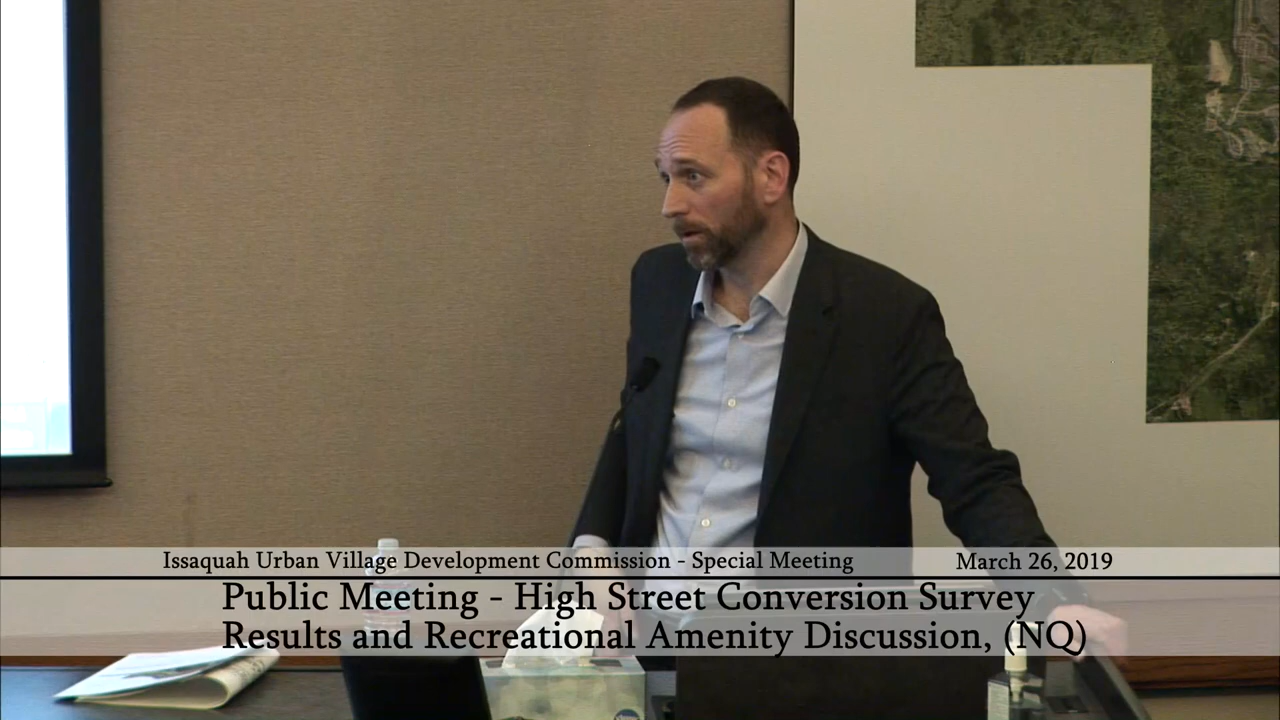 Issaquah Urban Village Development Commission - Special Meeting March 26, 2019
Public Meeting - High Street Conversion Survey
Results and Recreational Amenity Discussion, (NQ)